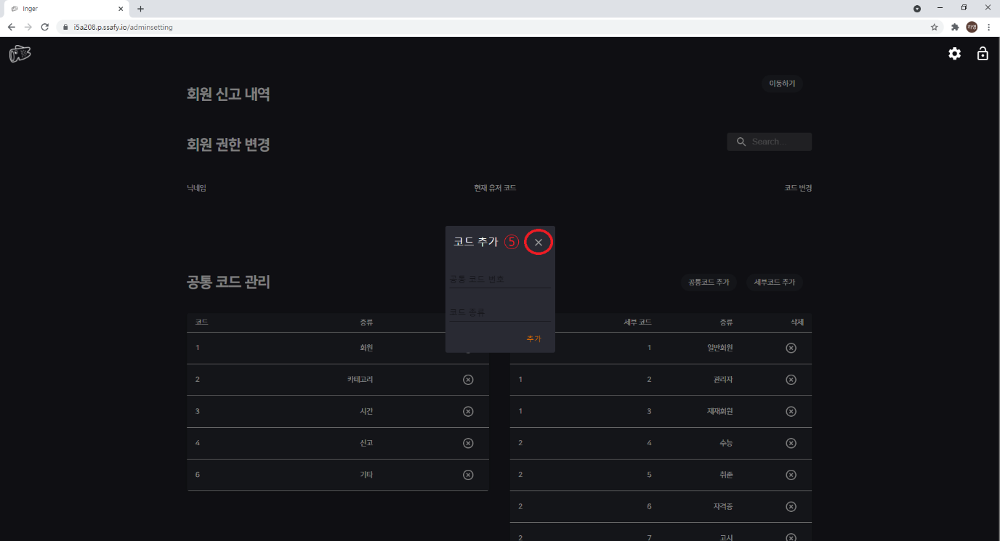 Inger
i5a208.p.ssafy.io/adminsetting
하영
회원 신고 내역
이동하기
회원 권한 변경
Search...
닉네임 현재 유저 코드 코드 변경
코드 추가 ⑤
공통 코드 번호
코드 종류
추가
공통 코드 관리
공통코드 추가 세부코드 추가
코드 종류
1 회원
2 카테고리
3 시간
4 신고
6 기타
세부 코드 종류 삭제
1 일반회원
1 2 관리자
1 3 제재회원
2 4 수능
2 5 취준
2 6 자격증
2 7 고시